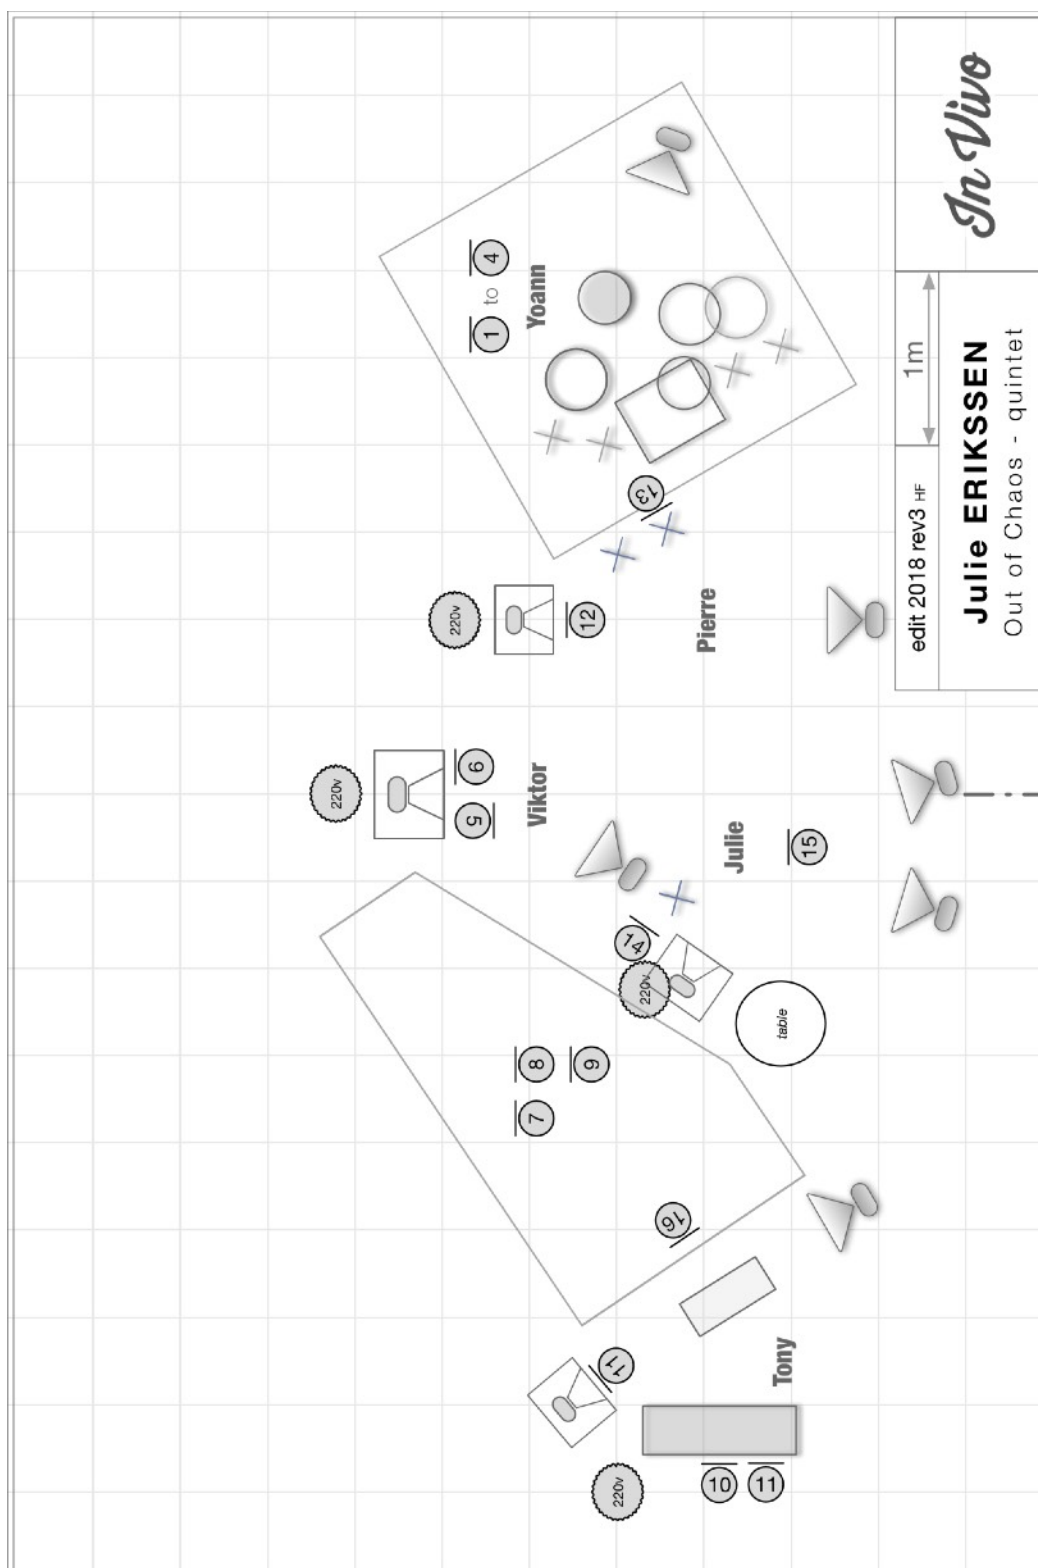 220v
220v
5 6
1 to 4
7 8
Viktor
Yoann
9
12
220v
11
14
220v
13
16
Pierre
10
Julie
11
Tony
table
15
edit 2018 rev3 HF
1m
Julie ERIKSSEN
Out of Chaos - quintet
In Vivo